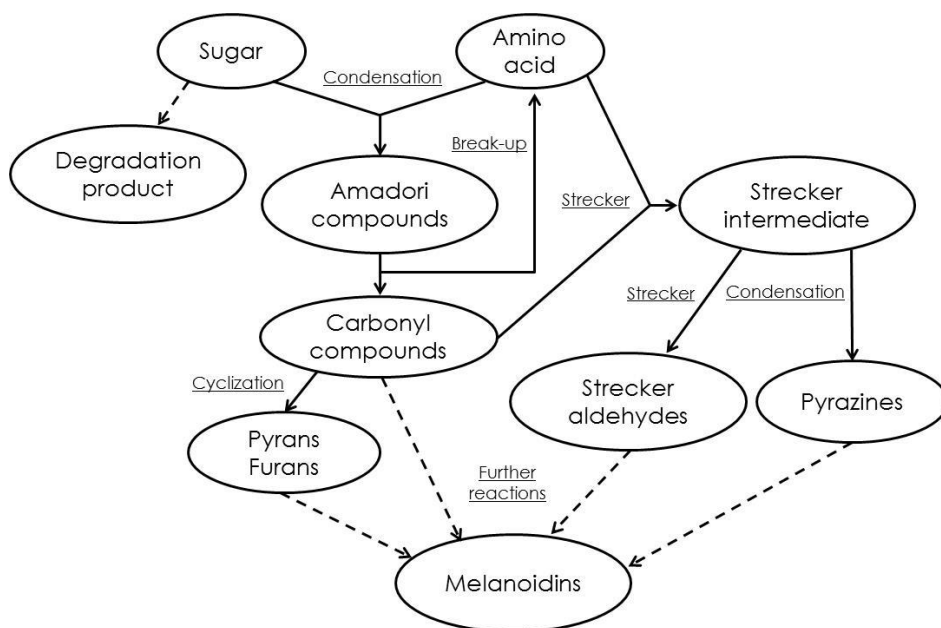 Sugar
Amino
acid
Condensation
Degradation
product
Break-up
Amadori
compounds
Strecker
Strecker
intermediate
Carbonyl
compounds
Strecker
Condensation
Cyclization
Strecker
aldehydes
Pyrazines
Pyrans
Furans
Further
reactions
Melanoidins